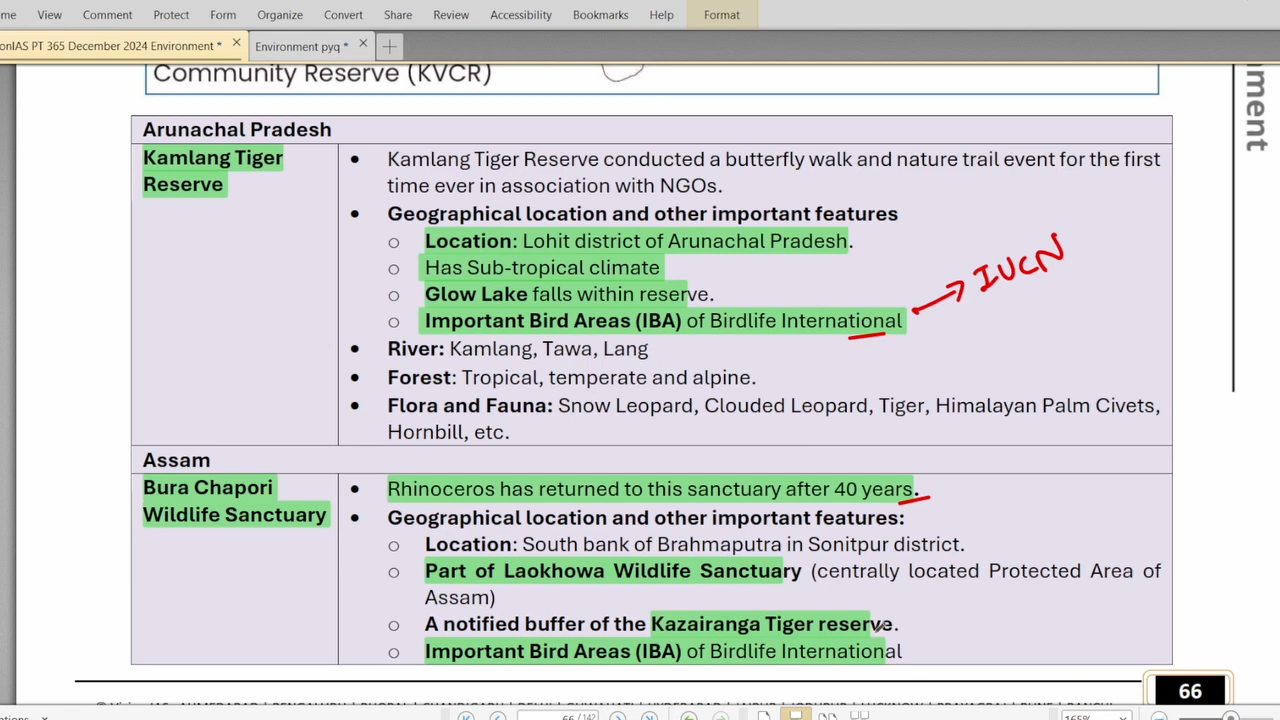 me View Comment Protect Form Organize Convert Share Review Accessibility Bookmarks Help Format
onIAS PT 365 December 2024 Environment * × Environment pyq * × +
Community Reserve (KVCR)
nment
Arunachal Pradesh
Kamlang Tiger
Reserve
• Kamlang Tiger Reserve conducted a butterfly walk and nature trail event for the first
time ever in association with NGOs.
• Geographical location and other important features
○ Location: Lohit district of Arunachal Pradesh.
○ Has Sub-tropical climate
○ Glow Lake falls within reserve.
○ Important Bird Areas (IBA) of Birdlife International
IUCN
• River: Kamlang, Tawa, Lang
• Forest: Tropical, temperate and alpine.
• Flora and Fauna: Snow Leopard, Clouded Leopard, Tiger, Himalayan Palm Civets,
Hornbill, etc.
Assam
Bura Chapori
Wildlife Sanctuary
• Rhinoceros has returned to this sanctuary after 40 years.
• Geographical location and other important features:
○ Location: South bank of Brahmaputra in Sonitpur district.
○ Part of Laokhowa Wildlife Sanctuary (centrally located Protected Area of
Assam)
○ A notified buffer of the Kazairanga Tiger reserve.
○ Important Bird Areas (IBA) of Birdlife International
66
66 / 142
165%